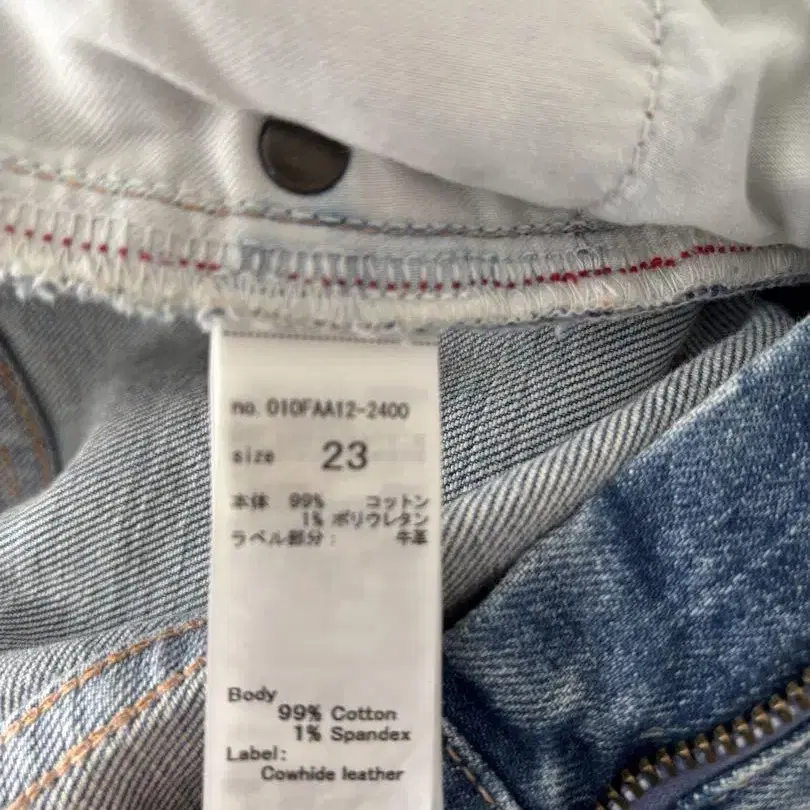 no. 010FAA12-2400
size 23
本体 99% コットン
1% ポリウレタン
ラベル部分: 牛革
Body
99% Cotton
1% Spandex
Label:
Cowhide leather